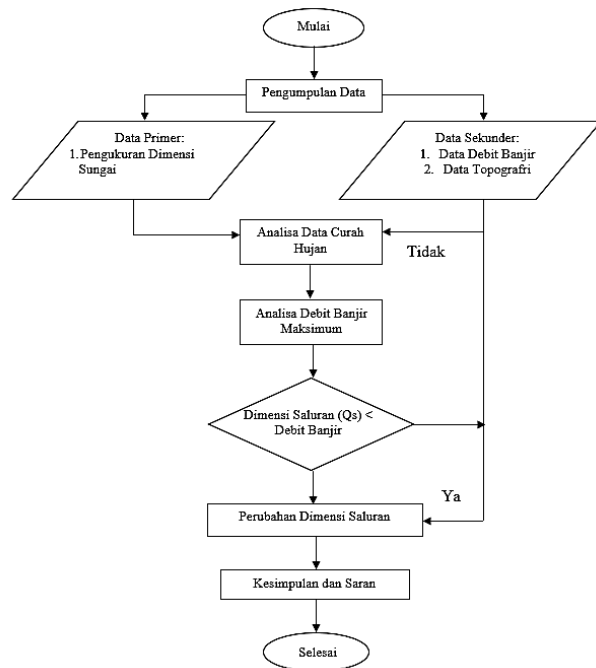 Mulai
Pengumpulan Data
Data Primer:
1.Pengukuran Dimensi
Sungai
Data Sekunder:
1. Data Debit Banjir
2. Data Topografri
Analisa Data Curah
Hujan
Tidak
Analisa Debit Banjir
Maksimum
Dimensi Saluran (Qs) <
Debit Banjir
Ya
Perubahan Dimensi Saluran
Kesimpulan dan Saran
Selesai